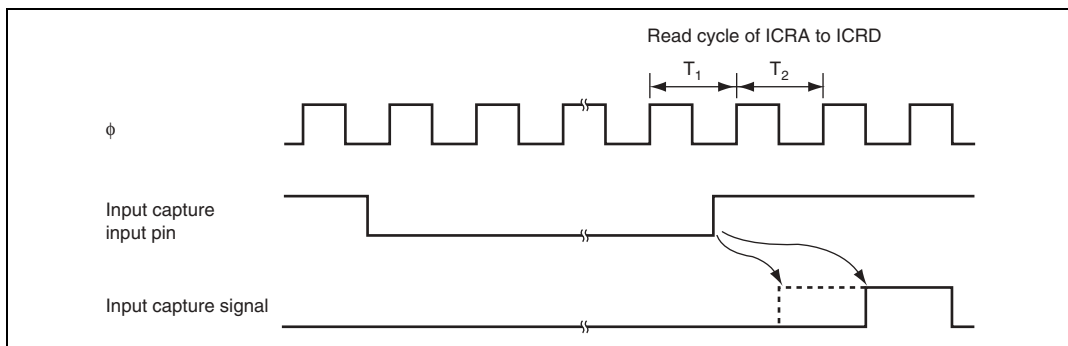 Read cycle of ICRA to ICRD
T₁ T₂
ϕ
Input capture
input pin
Input capture signal